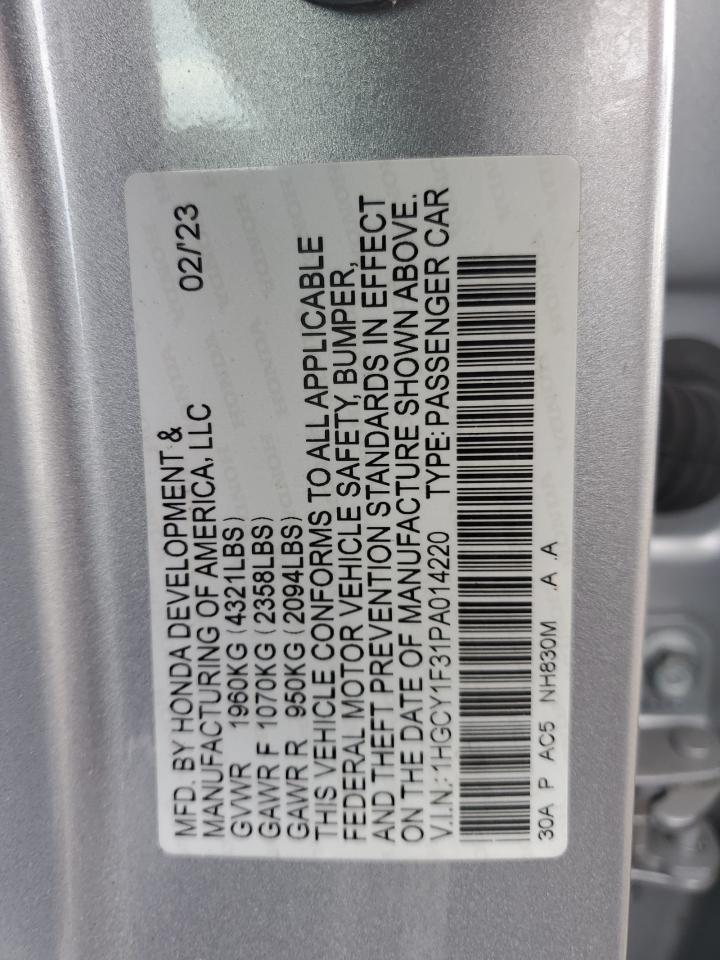 MFD. BY HONDA DEVELOPMENT & 02/'23
MANUFACTURING OF AMERICA, LLC
GVWR 1960KG (4321LBS)
GAWR F 1070KG (2358LBS)
GAWR R 950KG (2094LBS)
THIS VEHICLE CONFORMS TO ALL APPLICABLE
FEDERAL MOTOR VEHICLE SAFETY, BUMPER,
AND THEFT PREVENTION STANDARDS IN EFFECT
ON THE DATE OF MANUFACTURE SHOWN ABOVE.
V.I.N.: 1HGCY1F31PA014220 TYPE: PASSENGER CAR
30A P AC5 NH830M .A .A
HONDA